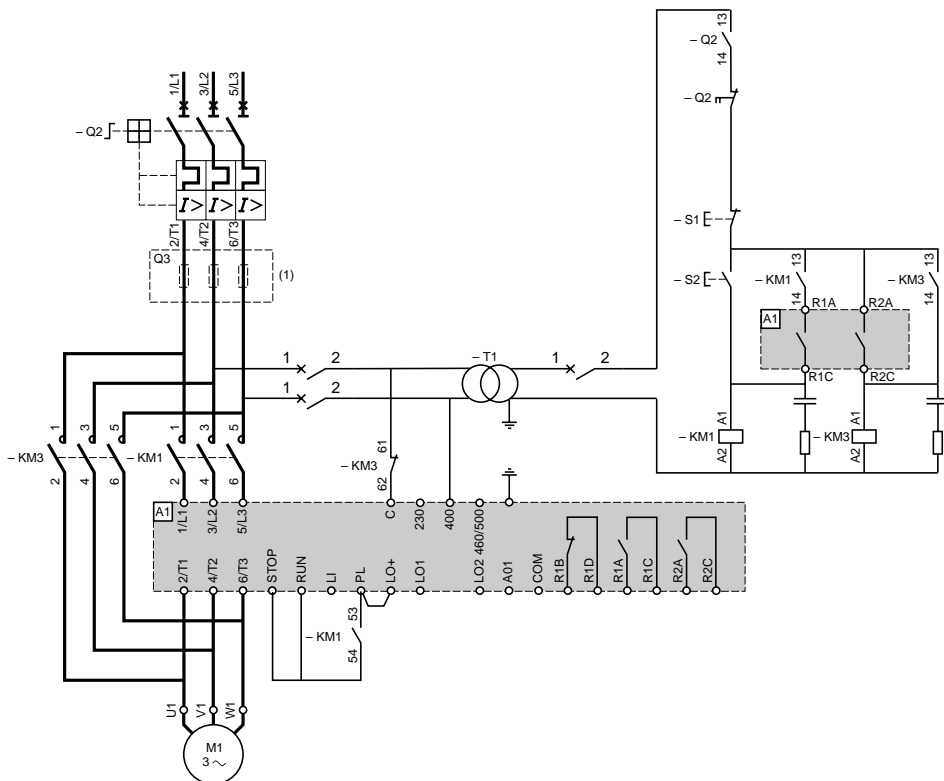 13
– Q2
14
– Q2
1/L1
3/L2
5/L3
– Q2
I > I > I >
2/T1
4/T2
6/T3
Q3
(1)
– S1
– S2
– KM1
13
14
– KM3
13
14
R1A
R2A
A1
R1C
R2C
1 2
– T1
1 2
1 2
1 3 5
1 3 5
– KM3
– KM1
2 4 6
2 4 6
61
– KM3
62
– KM1
A1
A2
– KM3
A1
A2
A1
1/L1
3/L2
5/L3
C
230
400
LO2 460/500
2/T1
4/T2
6/T3
STOP
RUN
LI
PL
LO+
LO1
A01
COM
R1B
R1D
R1A
R1C
R2A
R2C
53
– KM1
54
U1
V1
W1
M1
3